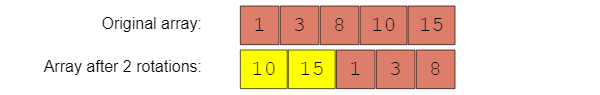 Original array: 1 3 8 10 15
Array after 2 rotations: 10 15 1 3 8